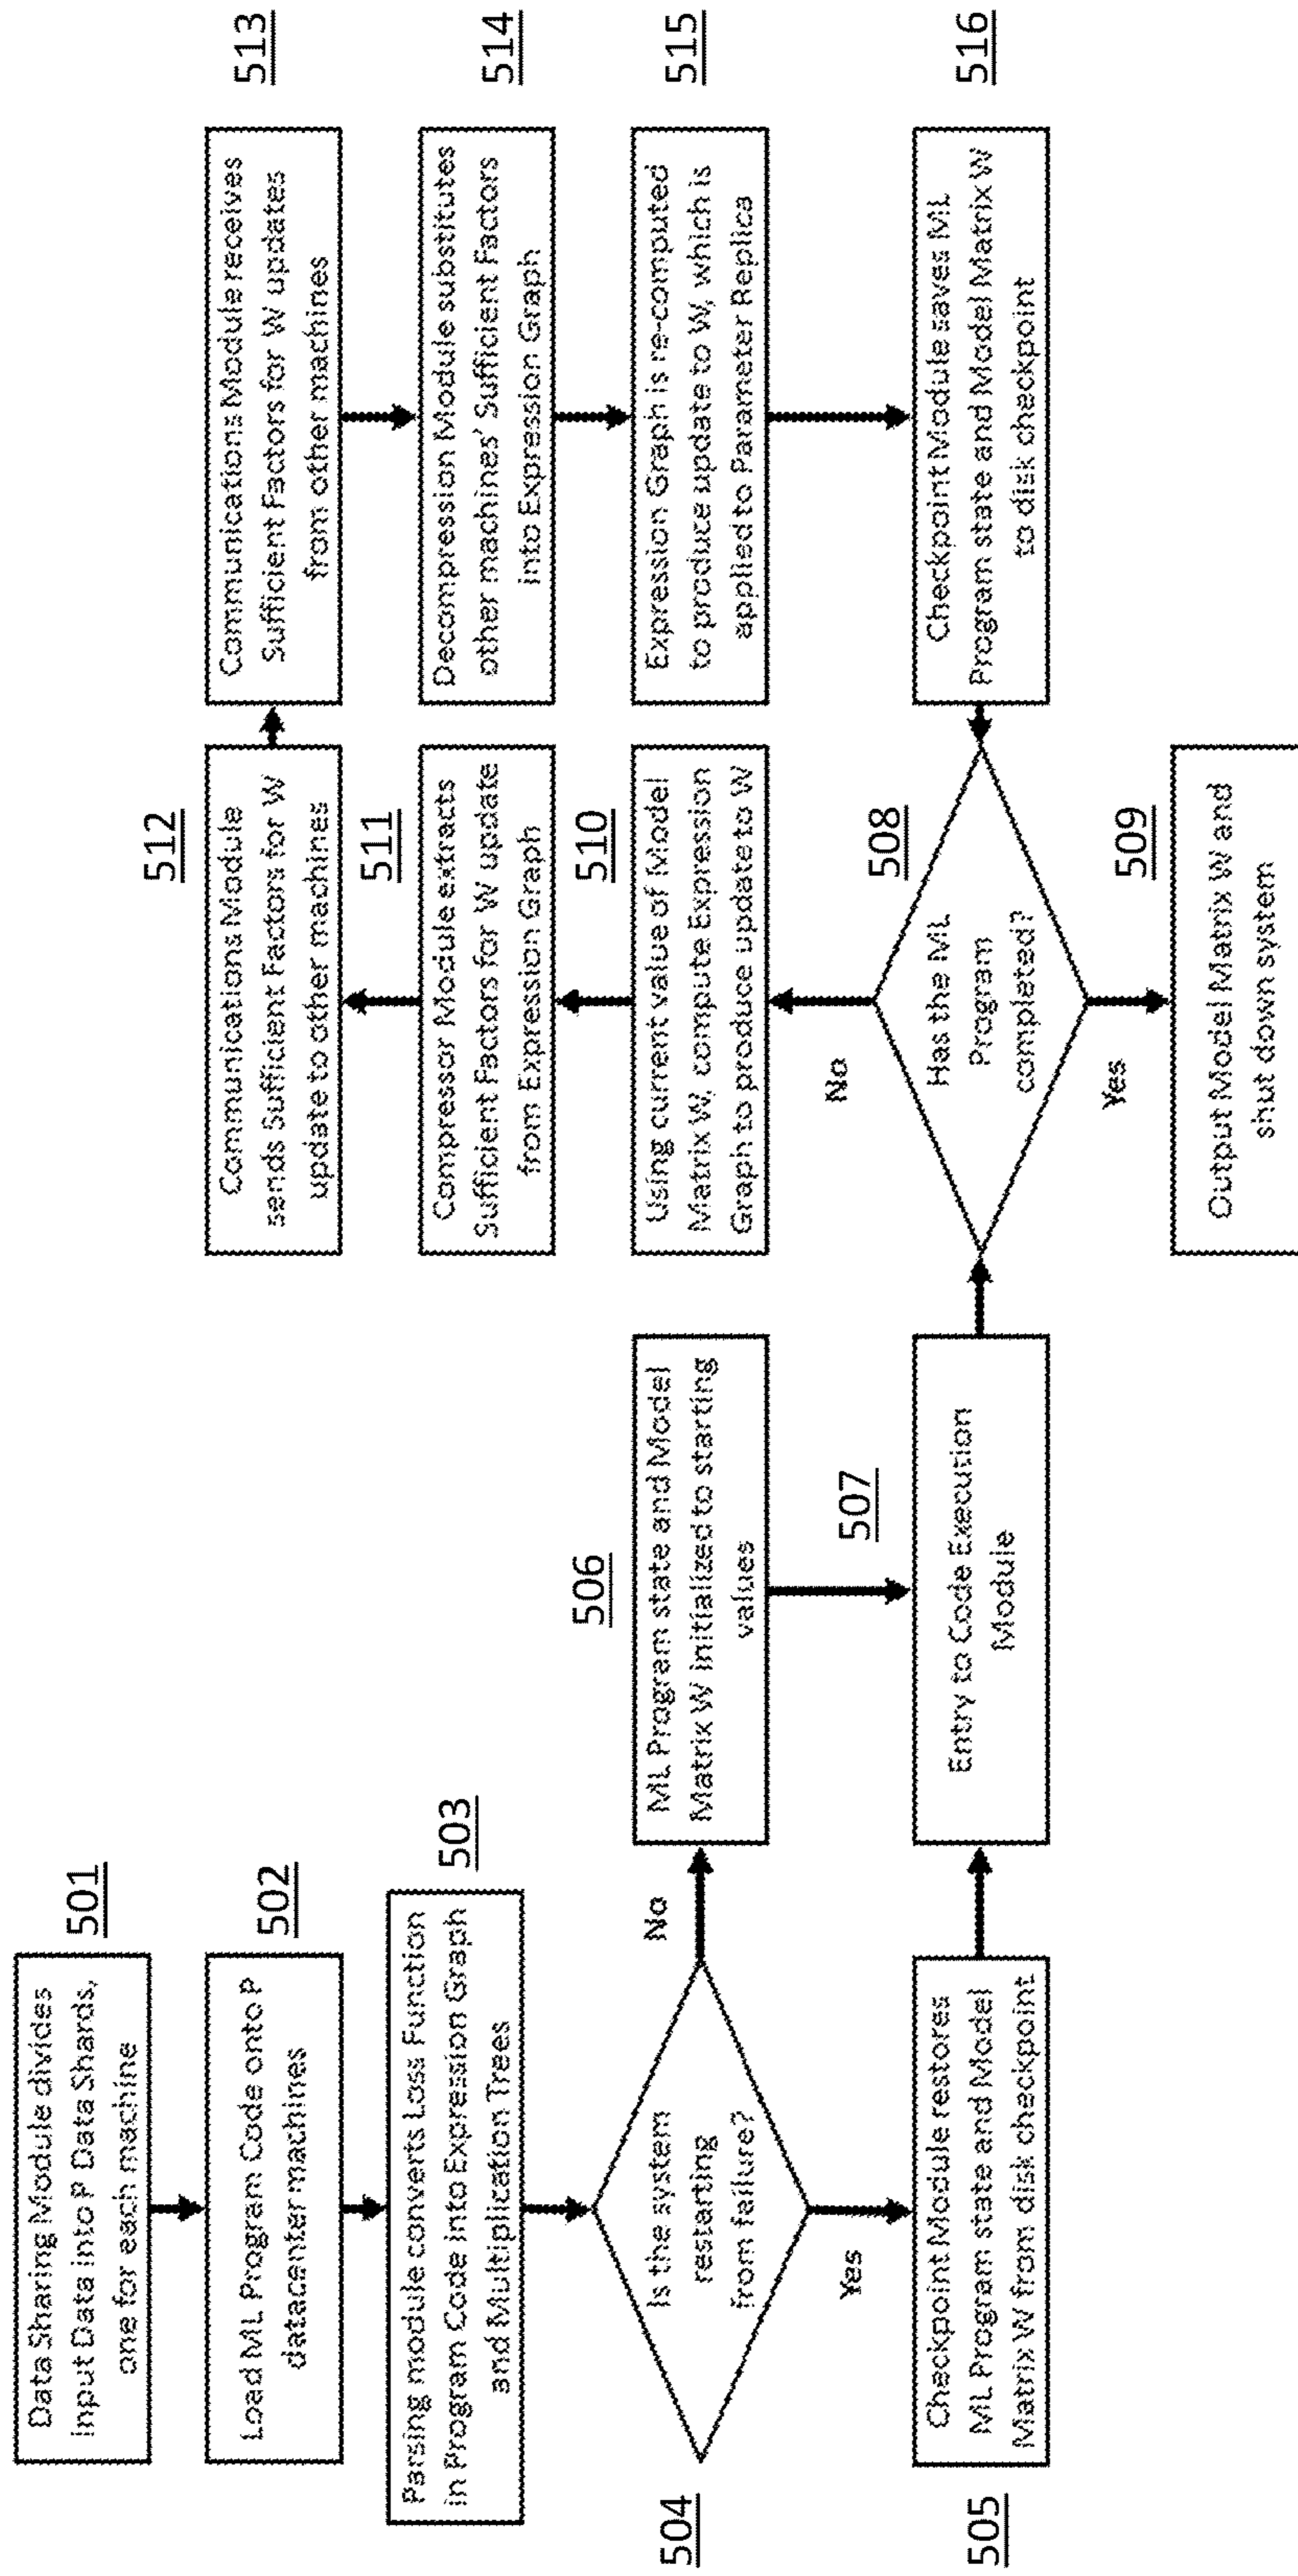 501
Data Sharing Module divides
Input Data into P Data Shards,
one for each machine
502
Load ML Program Code onto P
datacenter machines
503
Parsing module converts Loss Function
in Program Code into Expression Graph
and Multiplication Trees
504
Is the system
restarting
from failure?
No
Yes
505
Checkpoint Module restores
ML Program state and Model
Matrix W from disk checkpoint
506
ML Program state and Model
Matrix W initialized to starting
values
507
Entry to Code Execution
Module
508
Has the ML
Program
completed?
No
Yes
509
Output Model Matrix W and
shut down system
510
Using current value of Model
Matrix W, compute Expression
Graph to produce update to W
511
Compressor Module extracts
Sufficient Factors for W update
from Expression Graph
512
Communications Module
sends Sufficient Factors for W
update to other machines
513
Communications Module receives
Sufficient Factors for W updates
from other machines
514
Decompression Module substitutes
other machines' Sufficient Factors
into Expression Graph
515
Expression Graph is re-computed
to produce update to W, which is
applied to Parameter Replica
516
Checkpoint Module saves ML
Program state and Model Matrix W
to disk checkpoint